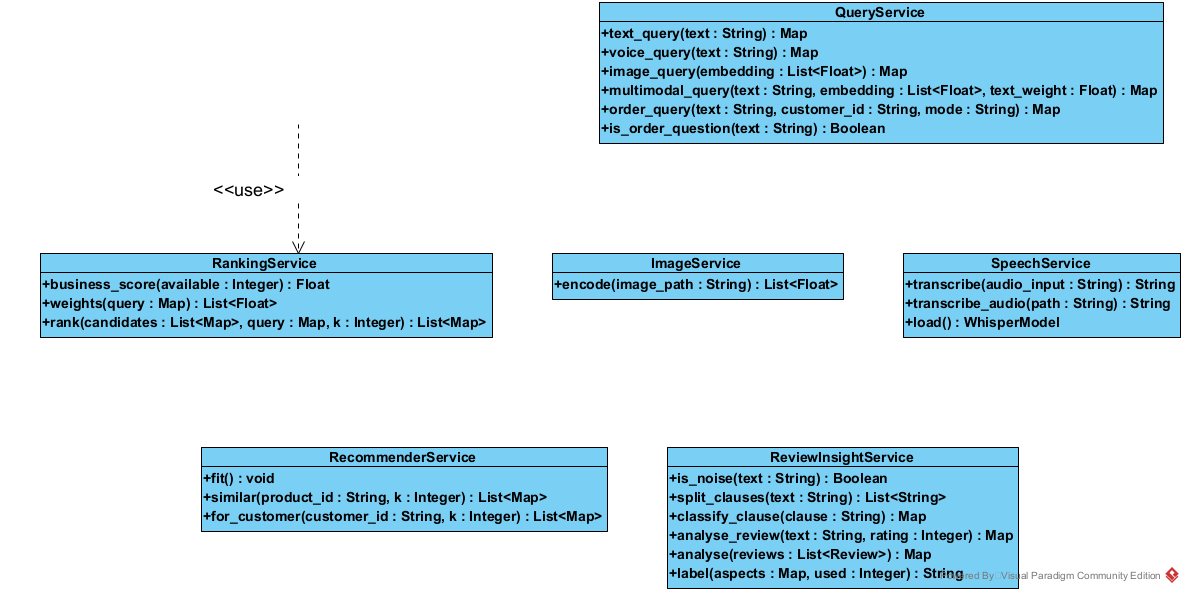 QueryService
+text_query(text : String) : Map
+voice_query(text : String) : Map
+image_query(embedding : List<Float>) : Map
+multimodal_query(text : String, embedding : List<Float>, text_weight : Float) : Map
+order_query(text : String, customer_id : String, mode : String) : Map
+is_order_question(text : String) : Boolean
<<use>>
RankingService
+business_score(available : Integer) : Float
+weights(query : Map) : List<Float>
+rank(candidates : List<Map>, query : Map, k : Integer) : List<Map>
ImageService
+encode(image_path : String) : List<Float>
SpeechService
+transcribe(audio_input : String) : String
+transcribe_audio(path : String) : String
+load() : WhisperModel
RecommenderService
+fit() : void
+similar(product_id : String, k : Integer) : List<Map>
+for_customer(customer_id : String, k : Integer) : List<Map>
ReviewInsightService
+is_noise(text : String) : Boolean
+split_clauses(text : String) : List<String>
+classify_clause(clause : String) : Map
+analyse_review(text : String, rating : Integer) : Map
+analyse(reviews : List<Review>) : Map
+label(aspects : Map, used : Integer) : String
Powered By Visual Paradigm Community Edition